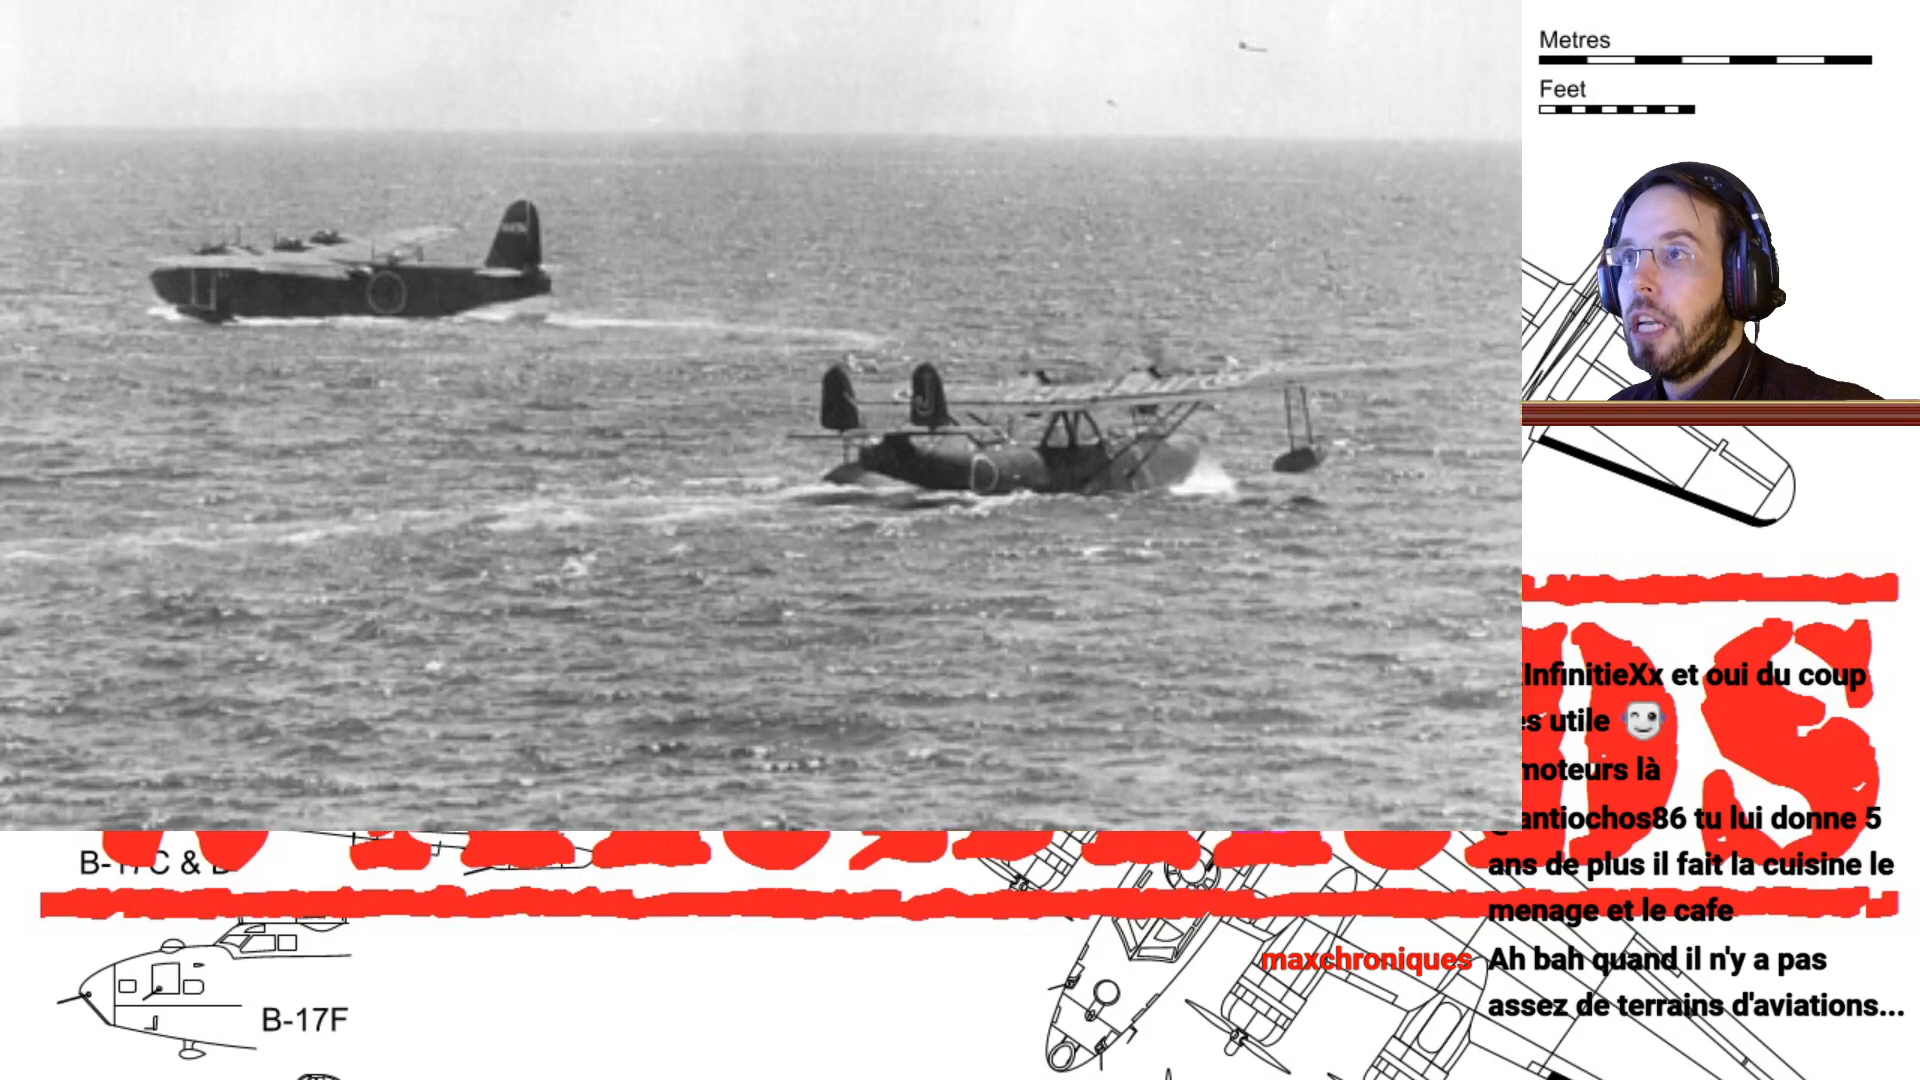 Metres
Feet
InfinitieXx et oui du coup
es utile
moteurs là
@antiochos86 tu lui donne 5
ans de plus il fait la cuisine le
menage et le cafe
maxchroniques Ah bah quand il n'y a pas
assez de terrains d'aviations...
B-17C & D
B-17F